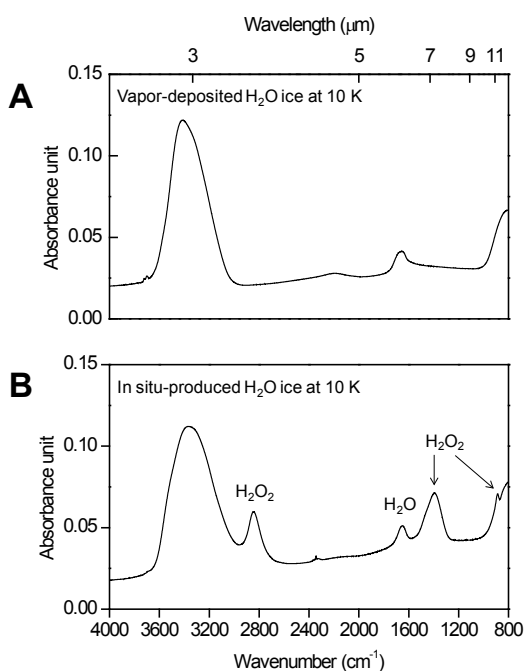 Wavelength (μm)
3 5 7 9 11
A
0.15
Vapor-deposited H₂O ice at 10 K
0.10
Absorbance unit
0.05
0.00
B
0.15
In situ-produced H₂O ice at 10 K
H₂O₂
0.10
Absorbance unit
H₂O₂
H₂O
0.05
0.00
4000 3600 3200 2800 2400 2000 1600 1200 800
Wavenumber (cm⁻¹)